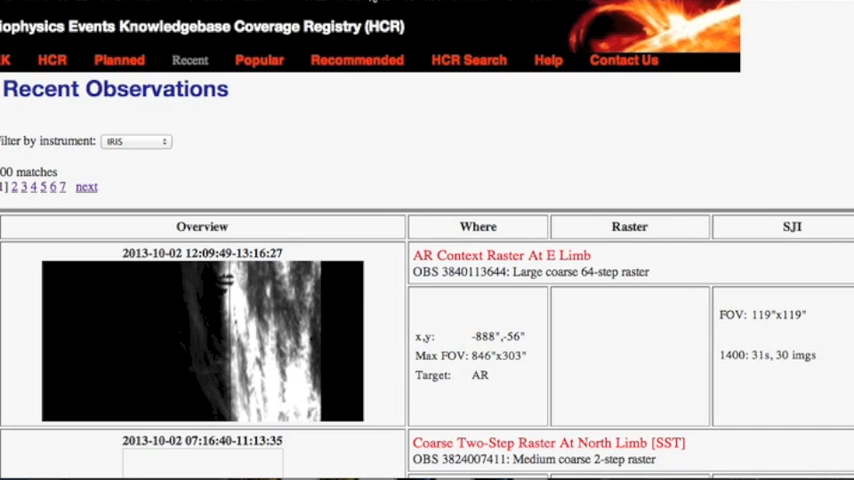 iophysics Events Knowledgebase Coverage Registry (HCR)
K HCR Planned Recent Popular Recommended HCR Search Help Contact Us
Recent Observations
ilter by instrument: IRIS
00 matches
1] 2 3 4 5 6 7 next
Overview Where Raster SJI
2013-10-02 12:09:49-13:16:27
AR Context Raster At E Limb
OBS 3840113644: Large coarse 64-step raster
x,y: -888",-56"
Max FOV: 846"x303"
Target: AR
FOV: 119"x119"
1400: 31s, 30 imgs
2013-10-02 07:16:40-11:13:35
Coarse Two-Step Raster At North Limb [SST]
OBS 3824007411: Medium coarse 2-step raster